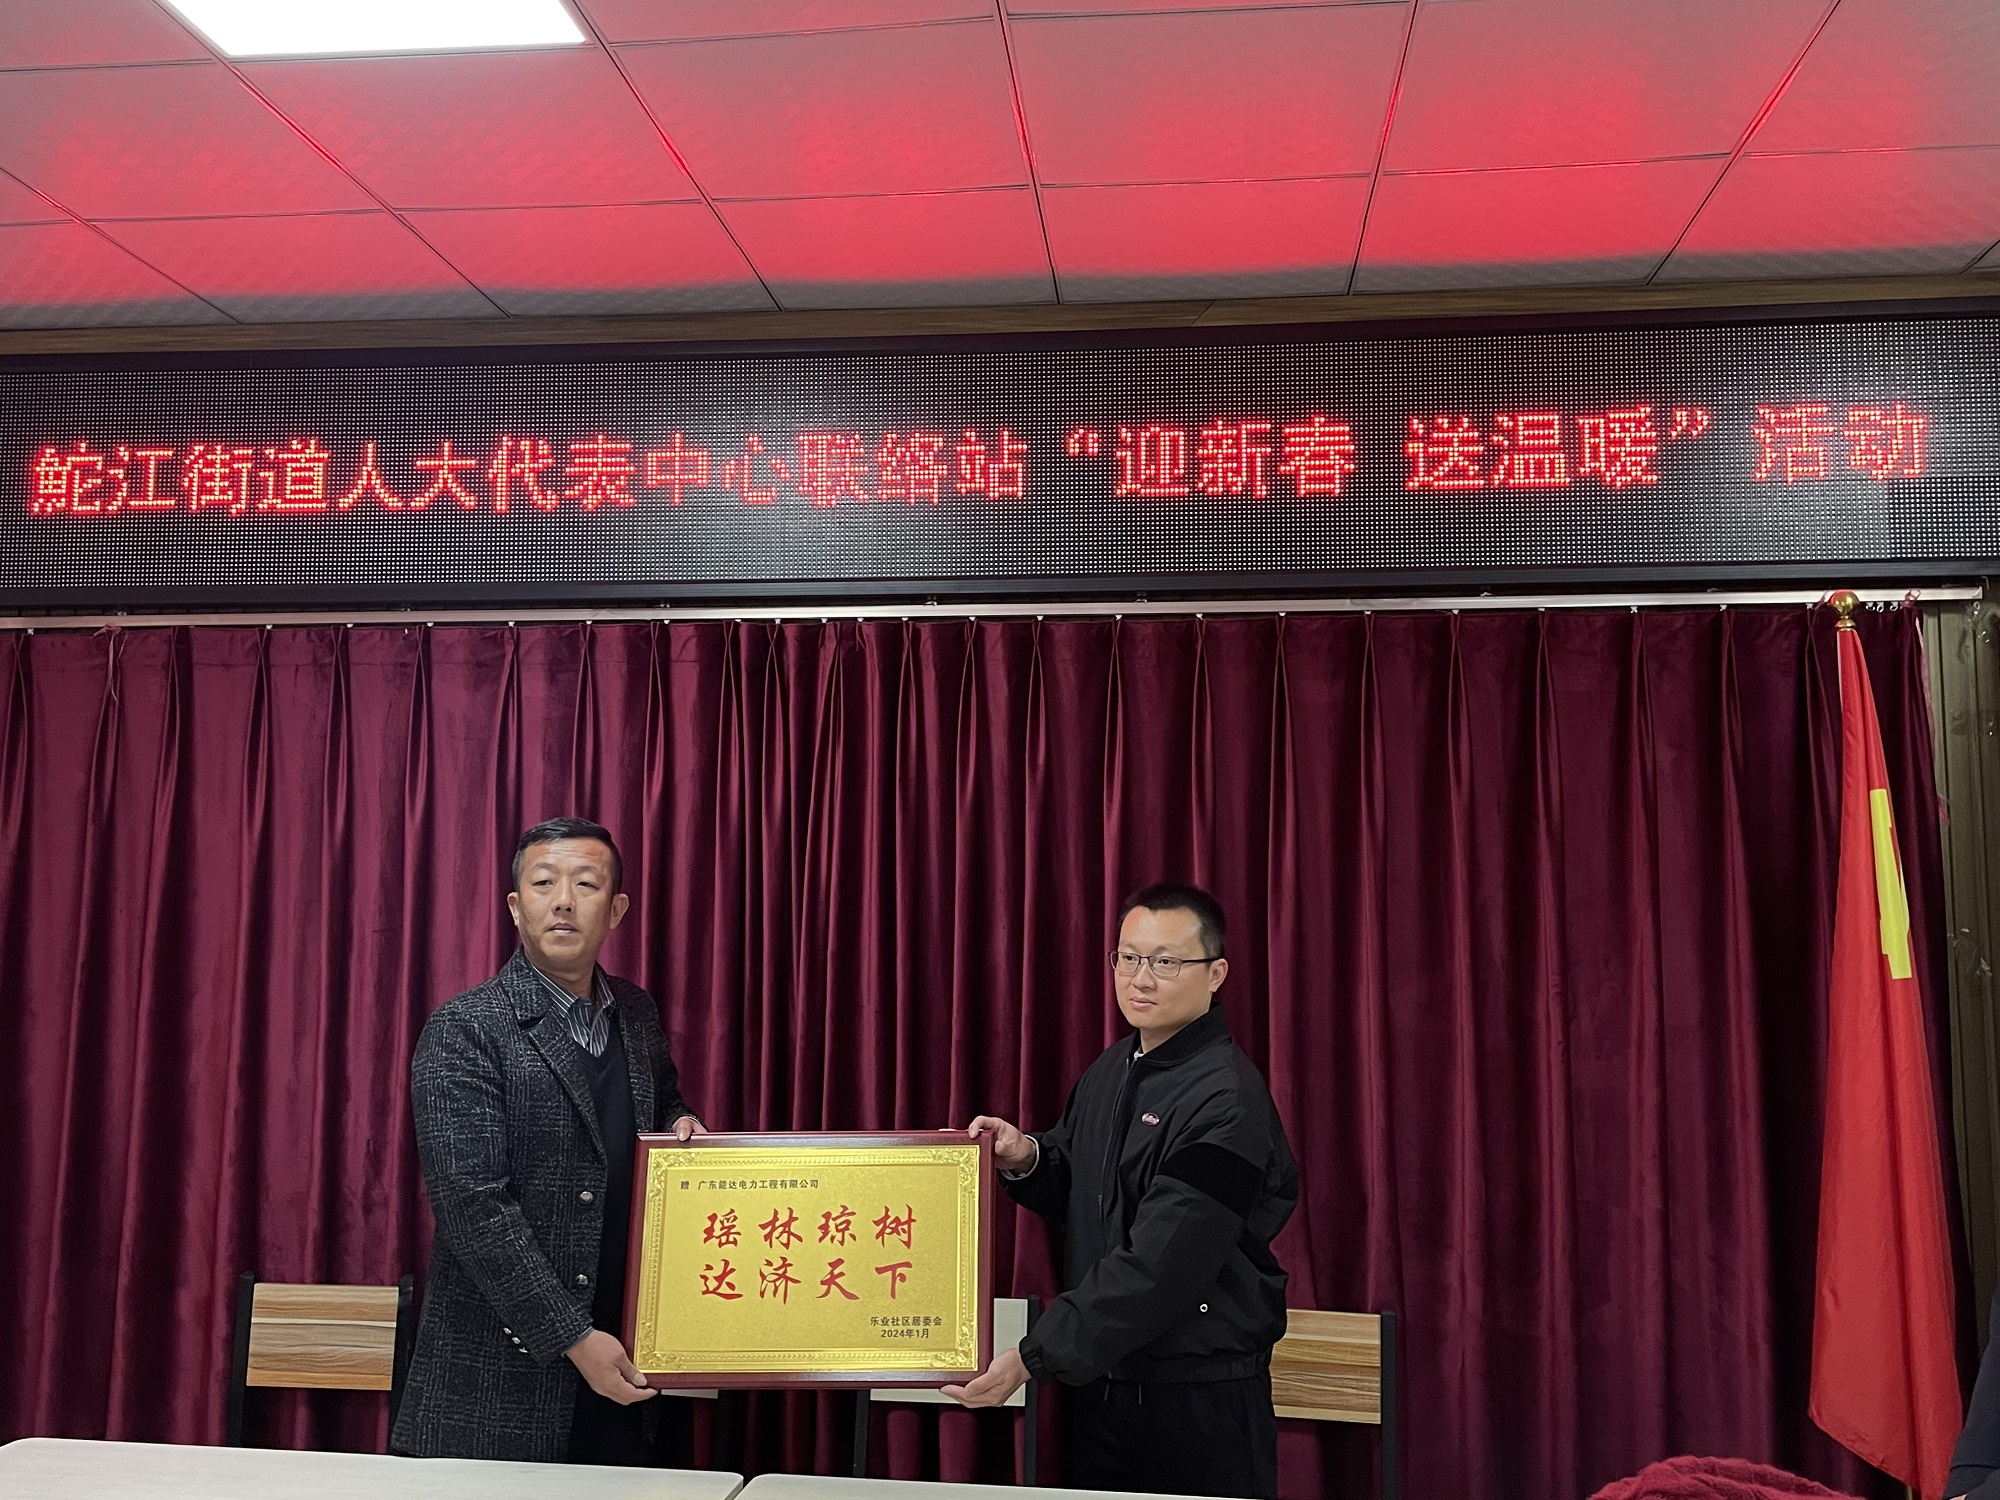 鮀江街道人大代表中心联络站“迎新春 送温暖”活动
赠 广东能达电力工程有限公司
瑶林琼树
达济天下
乐业社区居委会
2024年1月